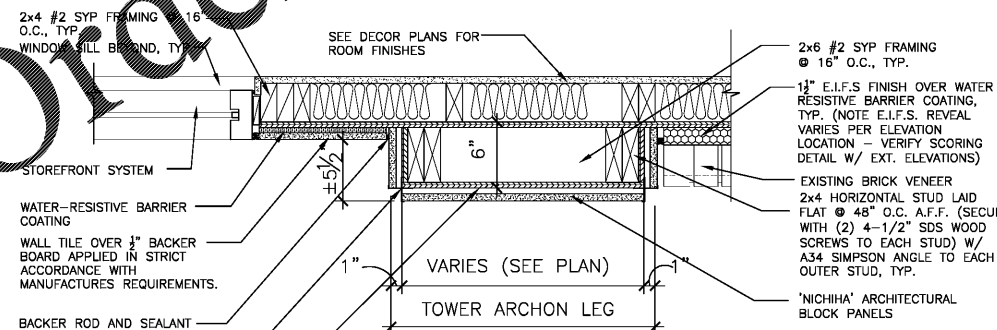 2x4 #2 SYP FRAMING @ 16"
O.C., TYP.
WINDOW SILL BEYOND, TYP.
STOREFRONT SYSTEM
WATER-RESISTIVE BARRIER
COATING
WALL TILE OVER ½" BACKER
BOARD APPLIED IN STRICT
ACCORDANCE WITH
MANUFACTURES REQUIREMENTS.
BACKER ROD AND SEALANT
SEE DECOR PLANS FOR
ROOM FINISHES
6"
±5½"
1"
VARIES (SEE PLAN)
1"
TOWER ARCHON LEG
2x6 #2 SYP FRAMING
@ 16" O.C., TYP.
1½" E.I.F.S FINISH OVER WATER
RESISTIVE BARRIER COATING,
TYP. (NOTE E.I.F.S. REVEAL
VARIES PER ELEVATION
LOCATION - VERIFY SCORING
DETAIL W/ EXT. ELEVATIONS)
EXISTING BRICK VENEER
2x4 HORIZONTAL STUD LAID
FLAT @ 48" O.C. A.F.F. (SECU
WITH (2) 4-1/2" SDS WOOD
SCREWS TO EACH STUD) W/
A34 SIMPSON ANGLE TO EACH
OUTER STUD, TYP.
'NICHIHA' ARCHITECTURAL
BLOCK PANELS